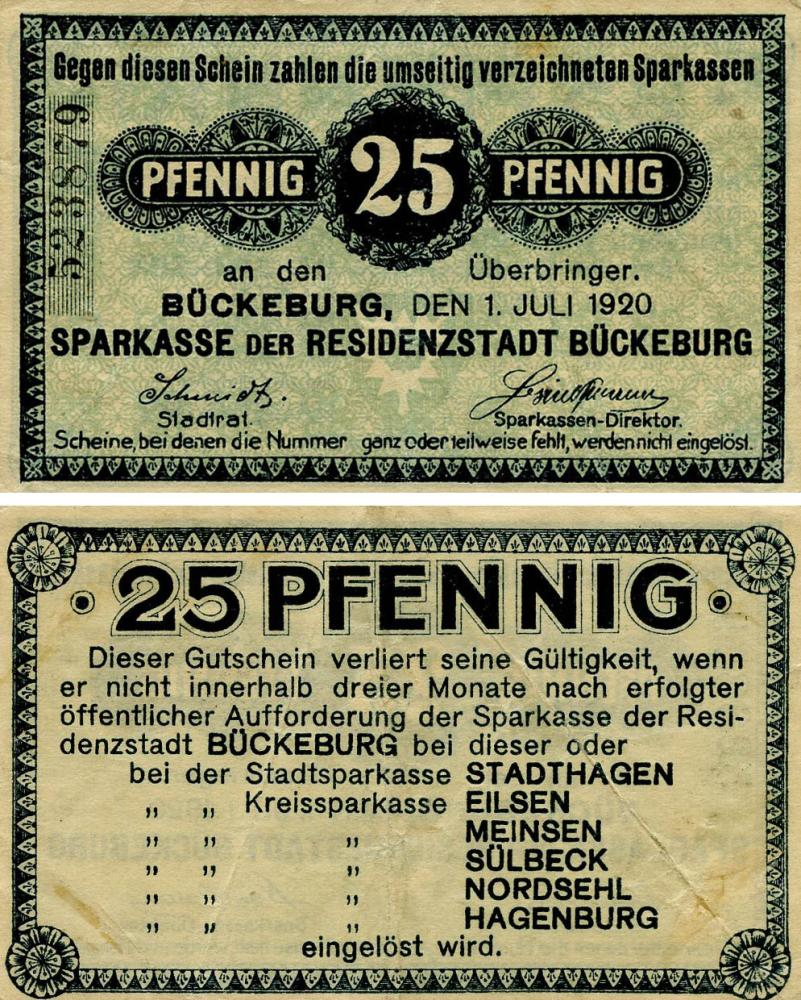 Gegen diesen Schein zahlen die umseitig verzeichneten Sparkassen
523879
PFENNIG 25 PFENNIG
an den Überbringer.
BÜCKEBURG, DEN 1. JULI 1920
SPARKASSE DER RESIDENZSTADT BÜCKEBURG
Schmidt.
Stadtrat. Sparkassen-Direktor.
Scheine, bei denen die Nummer ganz oder teilweise fehlt, werden nicht eingelöst.
25 PFENNIG
Dieser Gutschein verliert seine Gültigkeit, wenn
er nicht innerhalb dreier Monate nach erfolgter
öffentlicher Aufforderung der Sparkasse der Resi-
denzstadt BÜCKEBURG bei dieser oder
bei der Stadtsparkasse STADTHAGEN
„ „ Kreissparkasse EILSEN
„ „ „ MEINSEN
„ „ „ SÜLBECK
„ „ „ NORDSEHL
„ „ „ HAGENBURG
eingelöst wird.